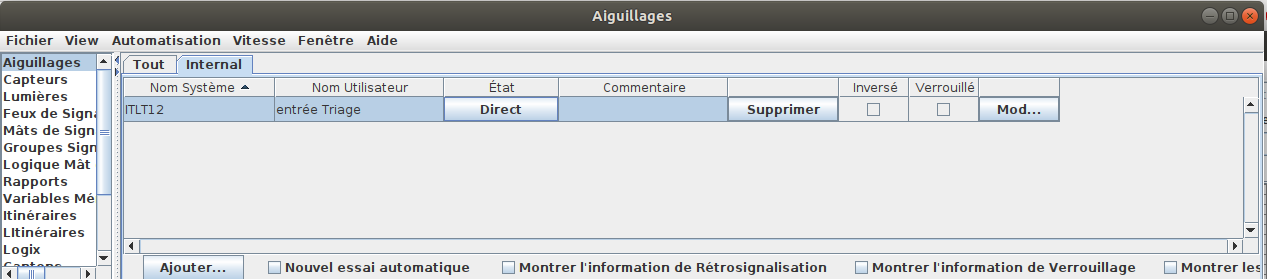 Aiguillages
Fichier View Automatisation Vitesse Fenêtre Aide
Aiguillages
Capteurs
Lumières
Feux de Signa
Mâts de Sign
Groupes Sign
Logique Mât
Rapports
Variables Mé
Itinéraires
LItinéraires
Logix
Cantons
Tout Internal
Nom Système Nom Utilisateur État Commentaire Inversé Verrouillé
ITLT12 entrée Triage Direct Supprimer Mod...
Ajouter... Nouvel essai automatique Montrer l'information de Rétrosignalisation Montrer l'information de Verrouillage Montrer les